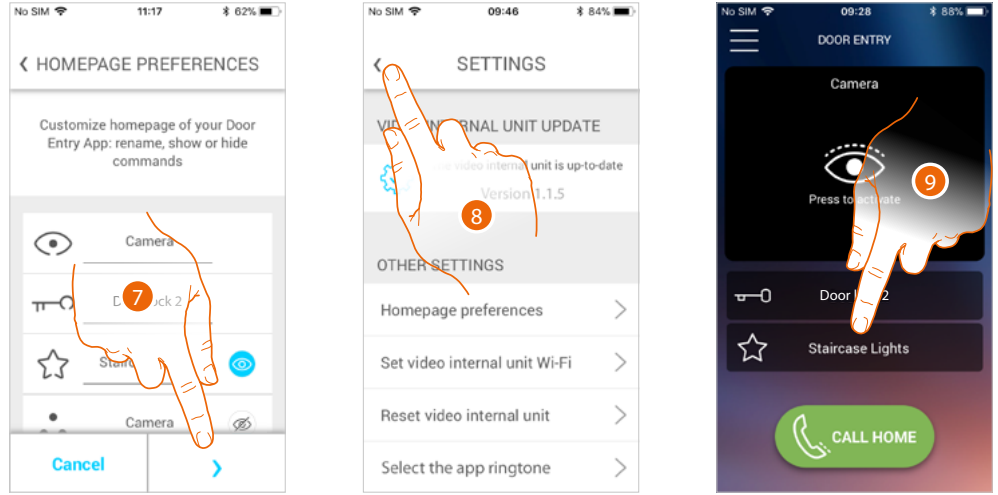 No SIM 11:17 62%
HOMEPAGE PREFERENCES
Customize homepage of your Door
Entry App: rename, show or hide
commands
Camera
7
ck 2
Camera
Cancel
No SIM 09:46 84%
SETTINGS
INTERNAL UNIT UPDATE
video internal unit is up-to-date
Version 1.1.5
8
OTHER SETTINGS
Homepage preferences
Set video internal unit Wi-Fi
Reset video internal unit
Select the app ringtone
No SIM 09:28 88%
DOOR ENTRY
Camera
9
Press to activate
Door 2
Staircase Lights
CALL HOME